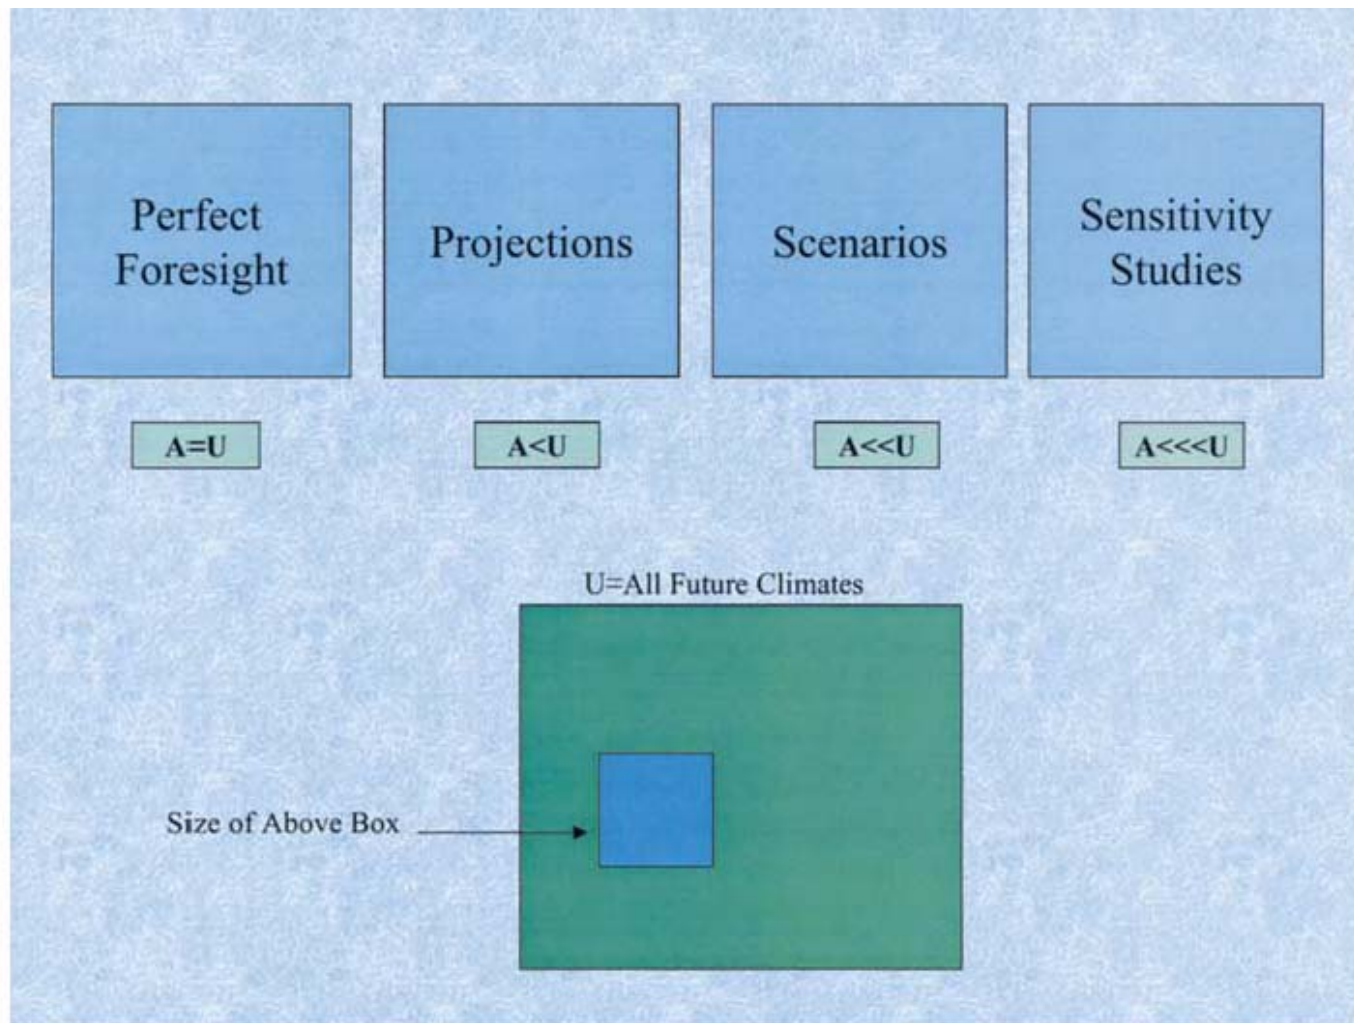 Perfect
Foresight
Projections
Scenarios
Sensitivity
Studies
A=U
A<U
A<<U
A<<<U
U=All Future Climates
Size of Above Box